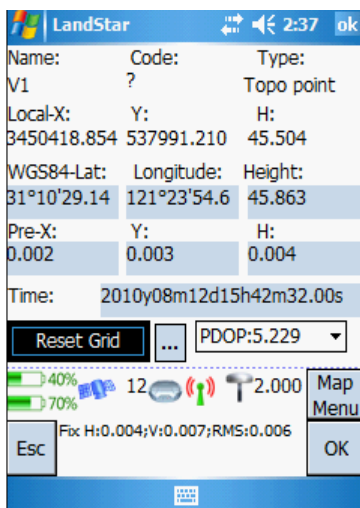 LandStar 2:37 ok
Name: Code: Type:
V1 ? Topo point
Local-X: Y: H:
3450418.854 537991.210 45.504
WGS84-Lat: Longitude: Height:
31°10'29.14 121°23'54.6 45.863
Pre-X: Y: H:
0.002 0.003 0.004
Time: 2010y08m12d15h42m32.00s
Reset Grid ... PDOP:5.229
40% 12 2.000 Map
70% Menu
Esc Fix H:0.004;V:0.007;RMS:0.006 OK